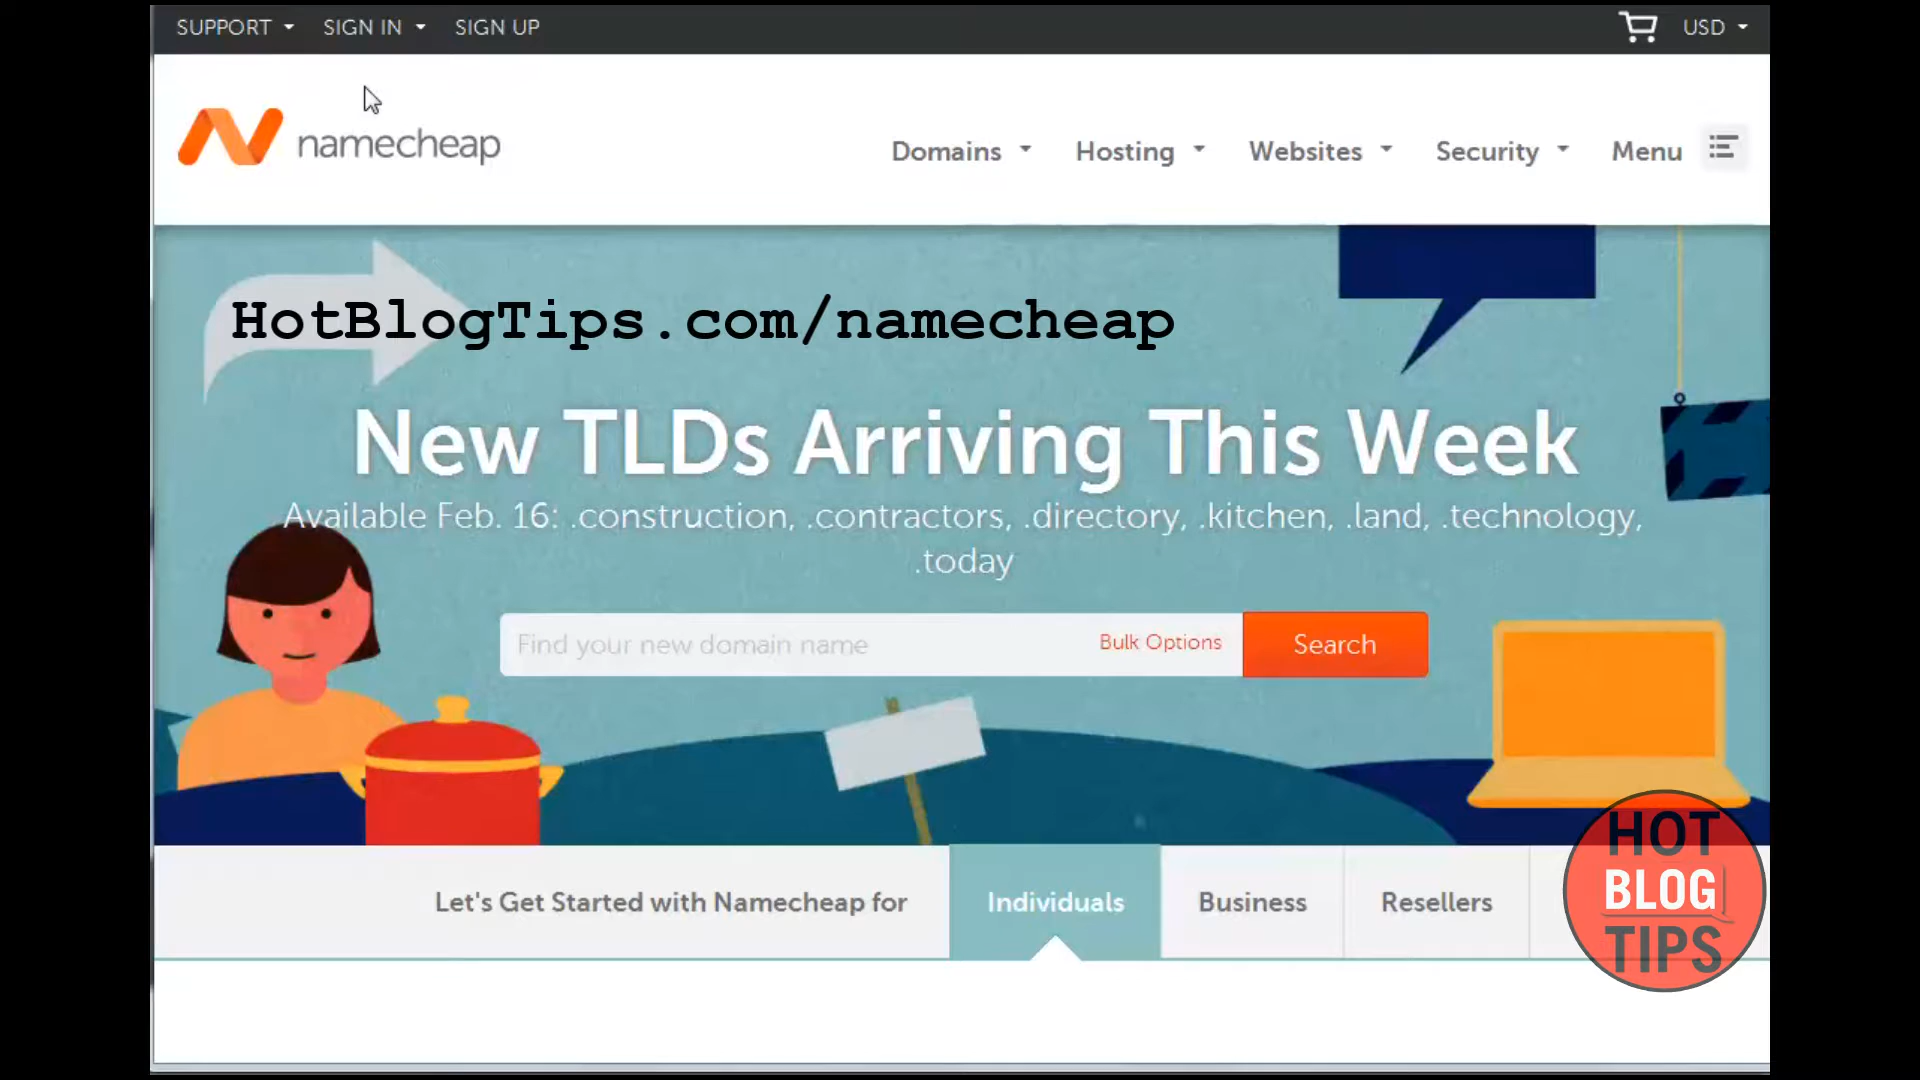 SUPPORT SIGN IN SIGN UP USD
namecheap Domains Hosting Websites Security Menu
HotBlogTips.com/namecheap
New TLDs Arriving This Week
Available Feb. 16: .construction, .contractors, .directory, .kitchen, .land, .technology,
.today
Find your new domain name Bulk Options Search
Let's Get Started with Namecheap for Individuals Business Resellers
HOT
BLOG
TIPS